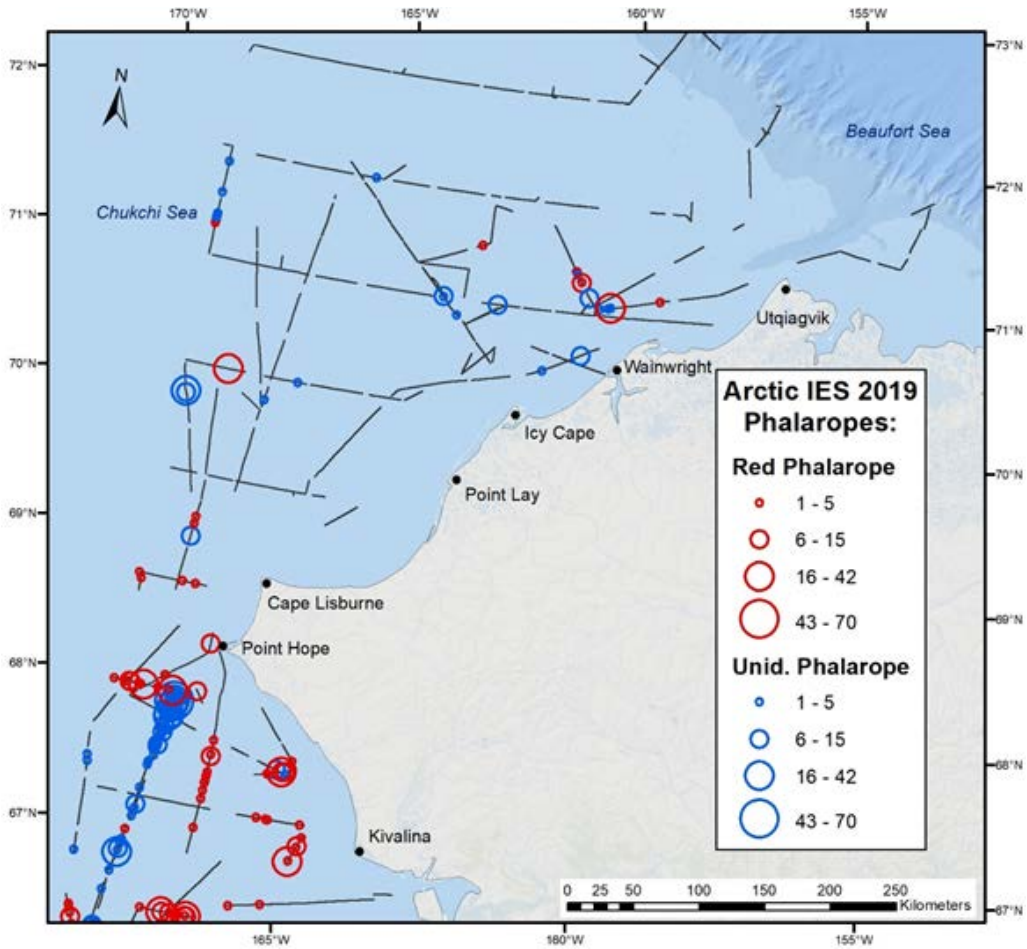 170°W 165°W 160°W 155°W
72°N 73°N
N
Beaufort Sea
72°N
71°N Chukchi Sea
Utqiagvik
71°N
70°N Wainwright
Arctic IES 2019
Phalaropes:
Red Phalarope
1 - 5
6 - 15
16 - 42
43 - 70
Unid. Phalarope
1 - 5
6 - 15
16 - 42
43 - 70
Icy Cape
Point Lay
70°N
69°N
Cape Lisburne
69°N
Point Hope
68°N
68°N
67°N
Kivalina
0 25 50 100 150 200 250
Kilometers
67°N
165°W 160°W 155°W